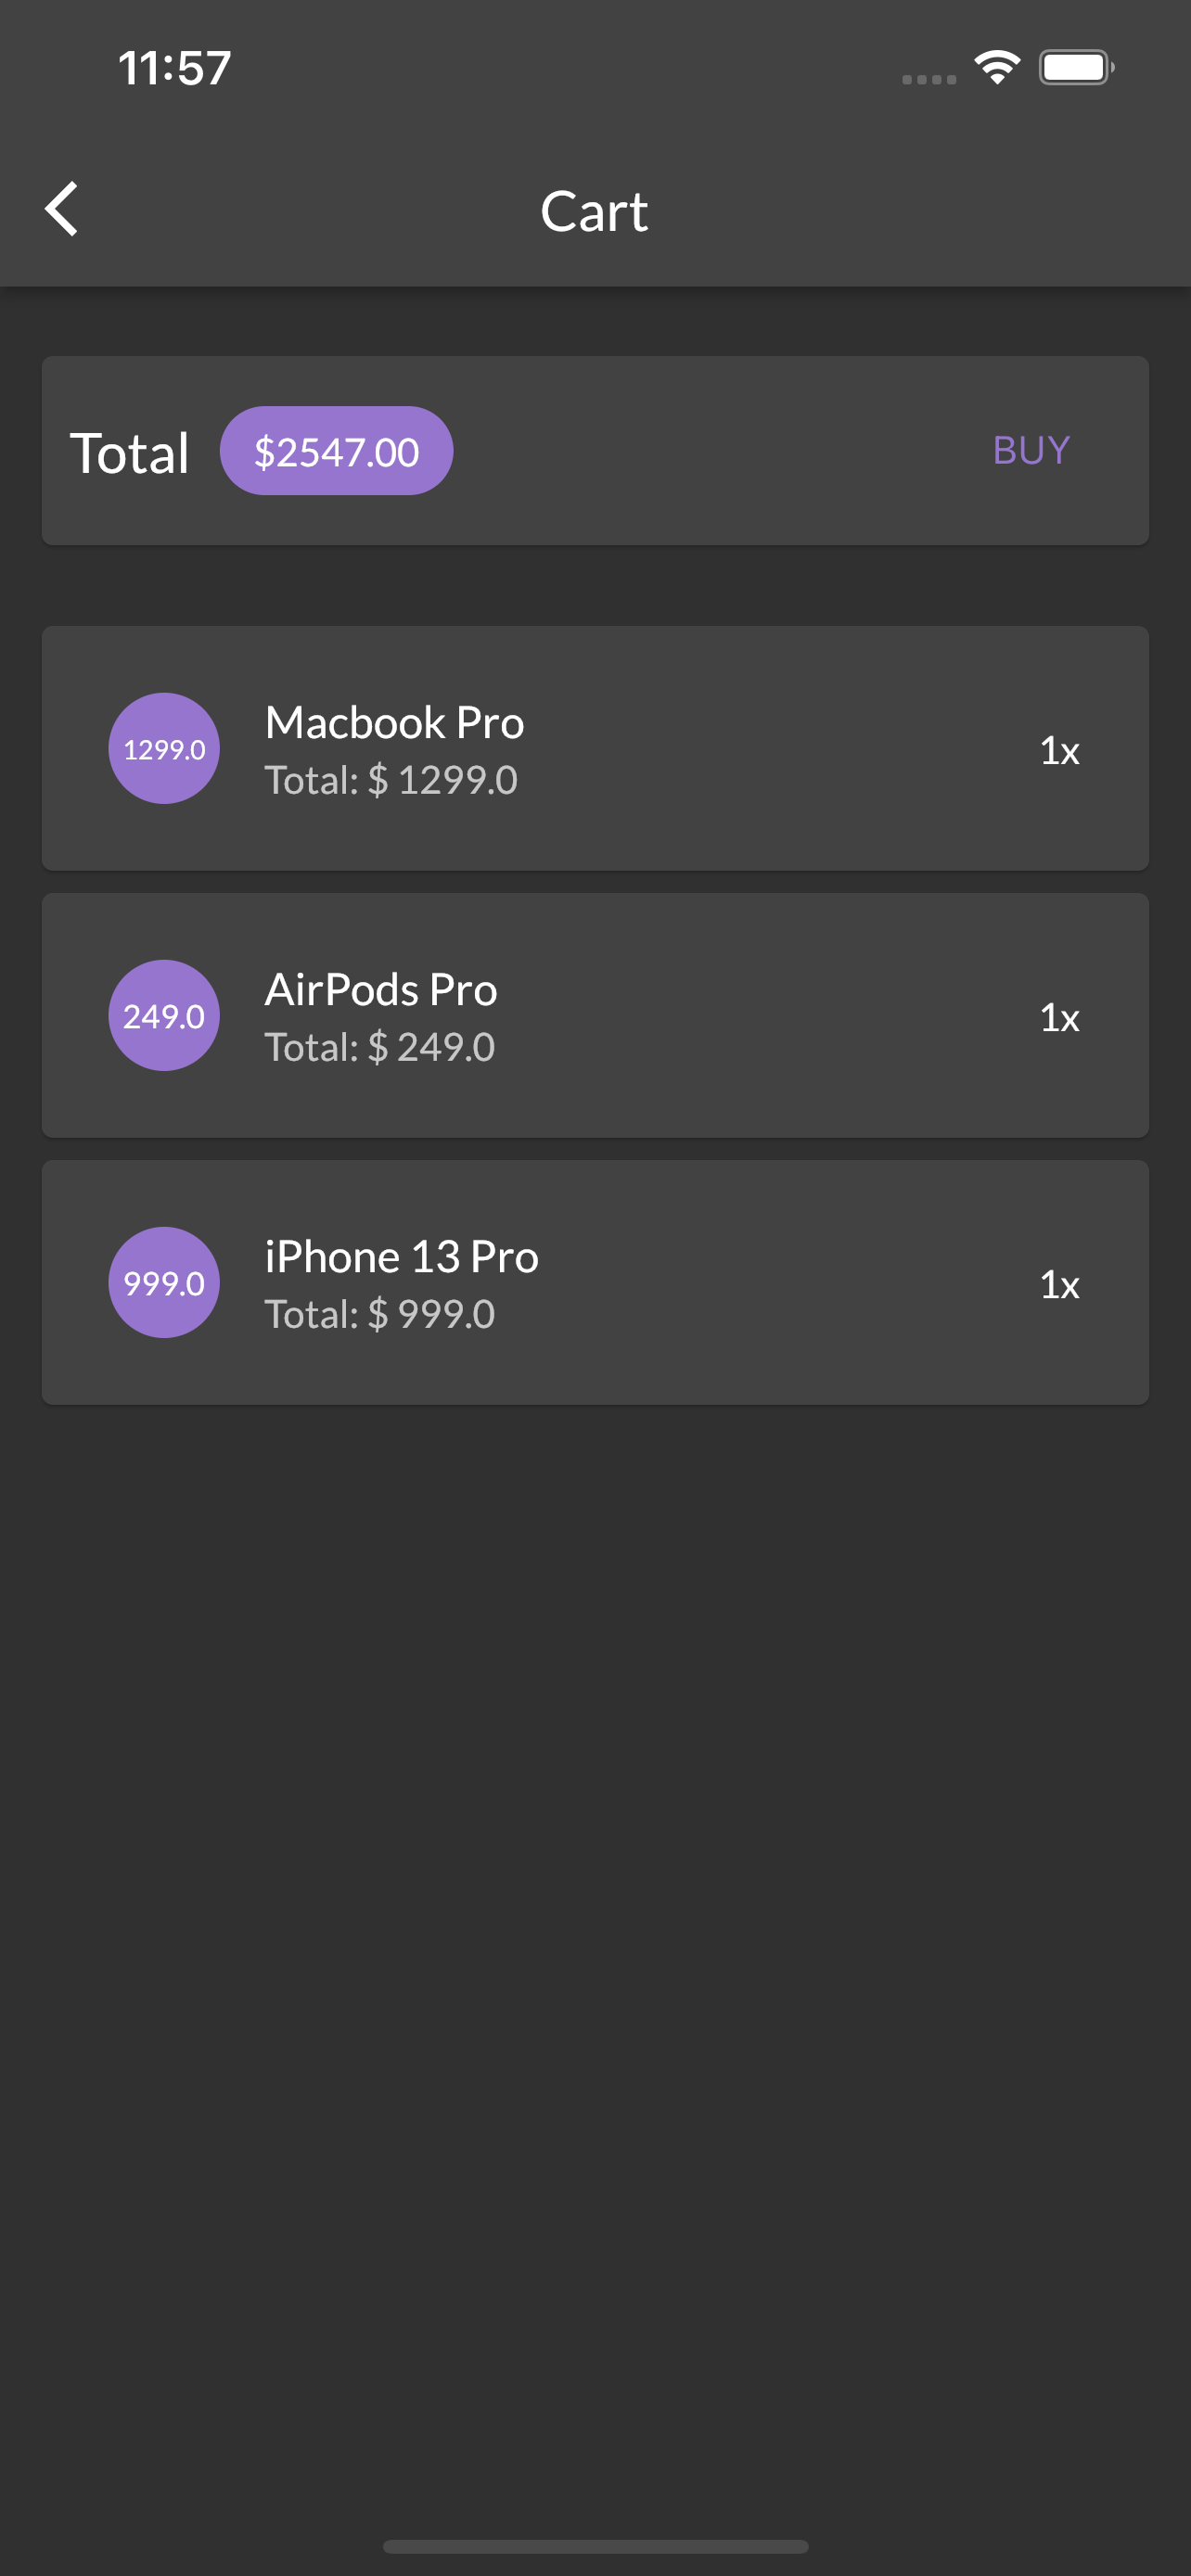 11:57
Cart
Total $2547.00 BUY
1299.0 Macbook Pro 1x
Total: $ 1299.0
249.0 AirPods Pro 1x
Total: $ 249.0
999.0 iPhone 13 Pro 1x
Total: $ 999.0